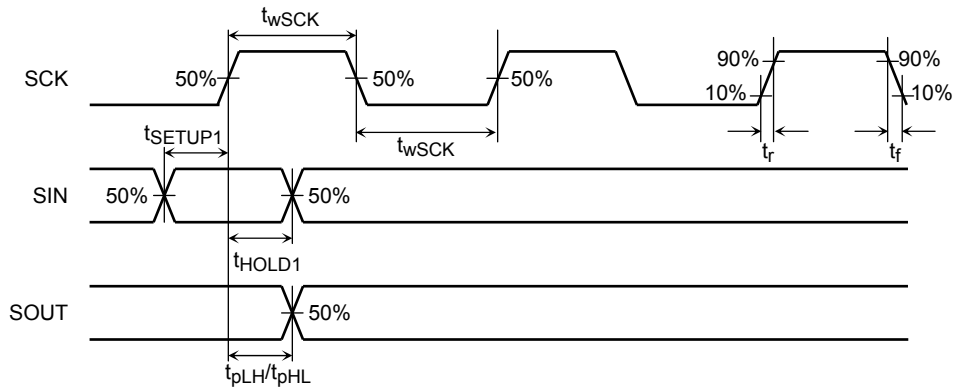 twSCK
SCK
50%
50%
50%
90%
10%
90%
10%
tSETUP1
twSCK
tr
tf
SIN
50%
50%
tHOLD1
SOUT
50%
tpLH/tpHL